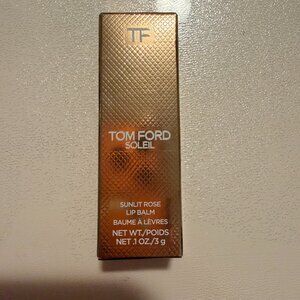 TF
TOM FORD
SOLEIL
SUNLIT ROSE
LIP BALM
BAUME À LÈVRES
NET WT./POIDS
NET .1 OZ./3 g